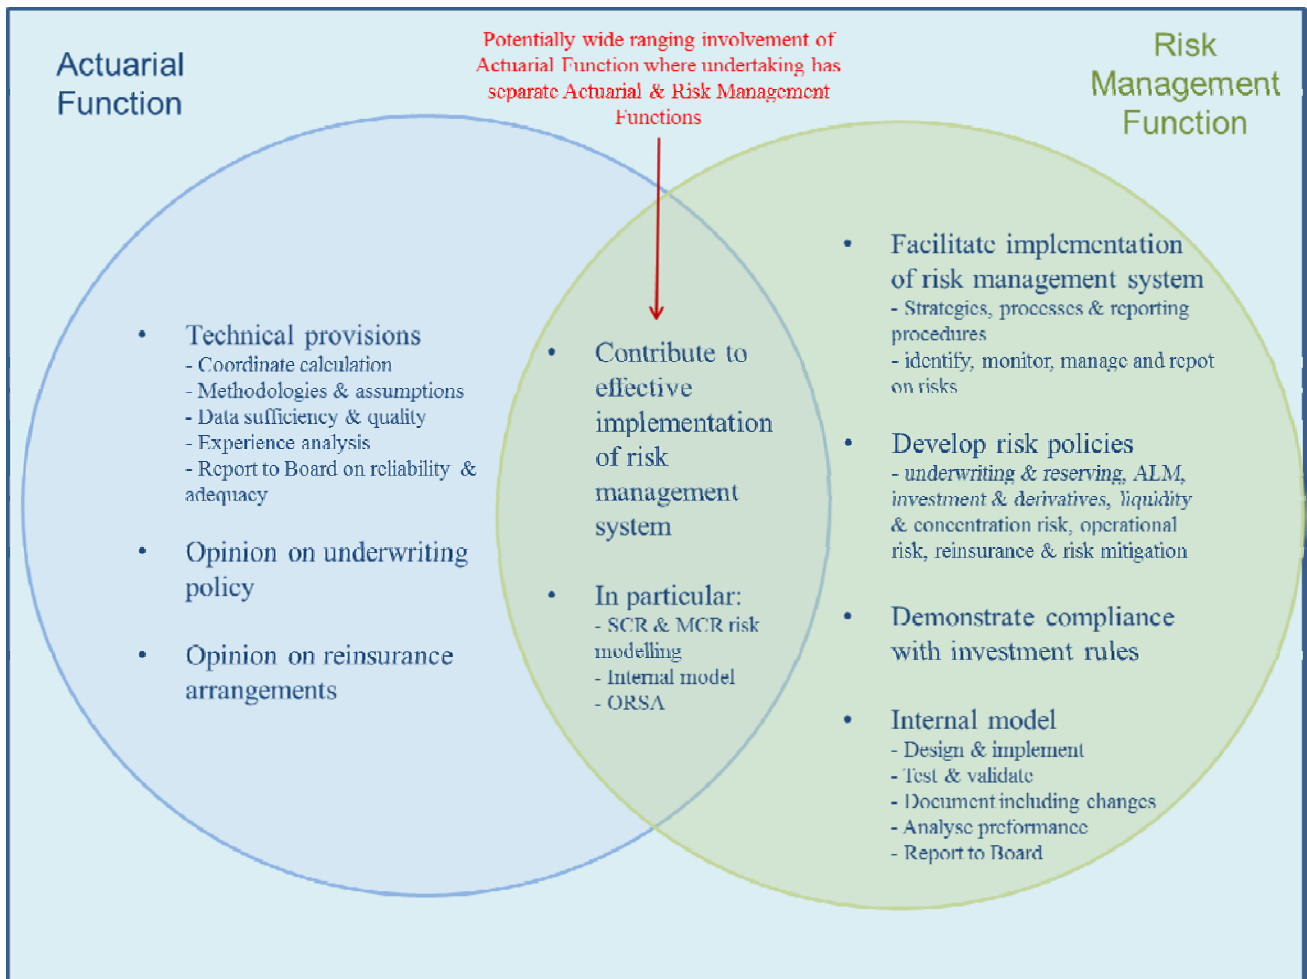 Actuarial
Function
Potentially wide ranging involvement of
Actuarial Function where undertaking has
separate Actuarial & Risk Management
Functions
Risk
Management
Function
• Technical provisions
- Coordinate calculation
- Methodologies & assumptions
- Data sufficiency & quality
- Experience analysis
- Report to Board on reliability &
adequacy
• Opinion on underwriting
policy
• Opinion on reinsurance
arrangements
• Contribute to
effective
implementation
of risk
management
system
• In particular:
- SCR & MCR risk
modelling
- Internal model
- ORSA
• Facilitate implementation
of risk management system
- Strategies, processes & reporting
procedures
- identify, monitor, manage and repot
on risks
• Develop risk policies
- underwriting & reserving, ALM,
investment & derivatives, liquidity
& concentration risk, operational
risk, reinsurance & risk mitigation
• Demonstrate compliance
with investment rules
• Internal model
- Design & implement
- Test & validate
- Document including changes
- Analyse preformance
- Report to Board